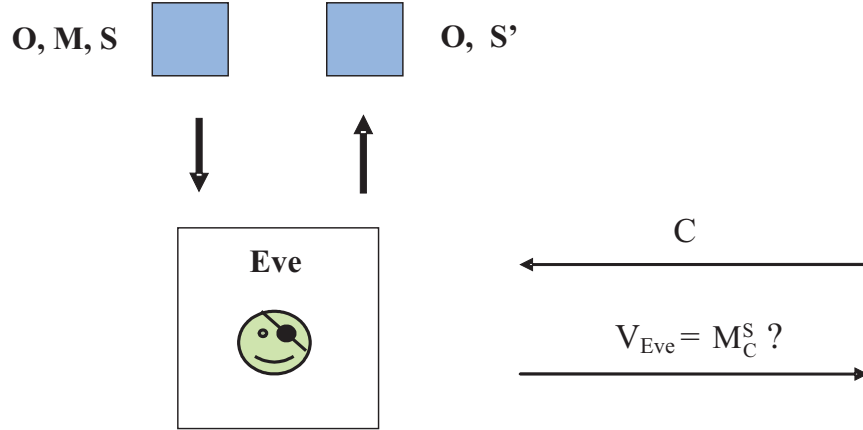 O, M, S
O, S’
Eve
C
V_Eve = M_C^S ?